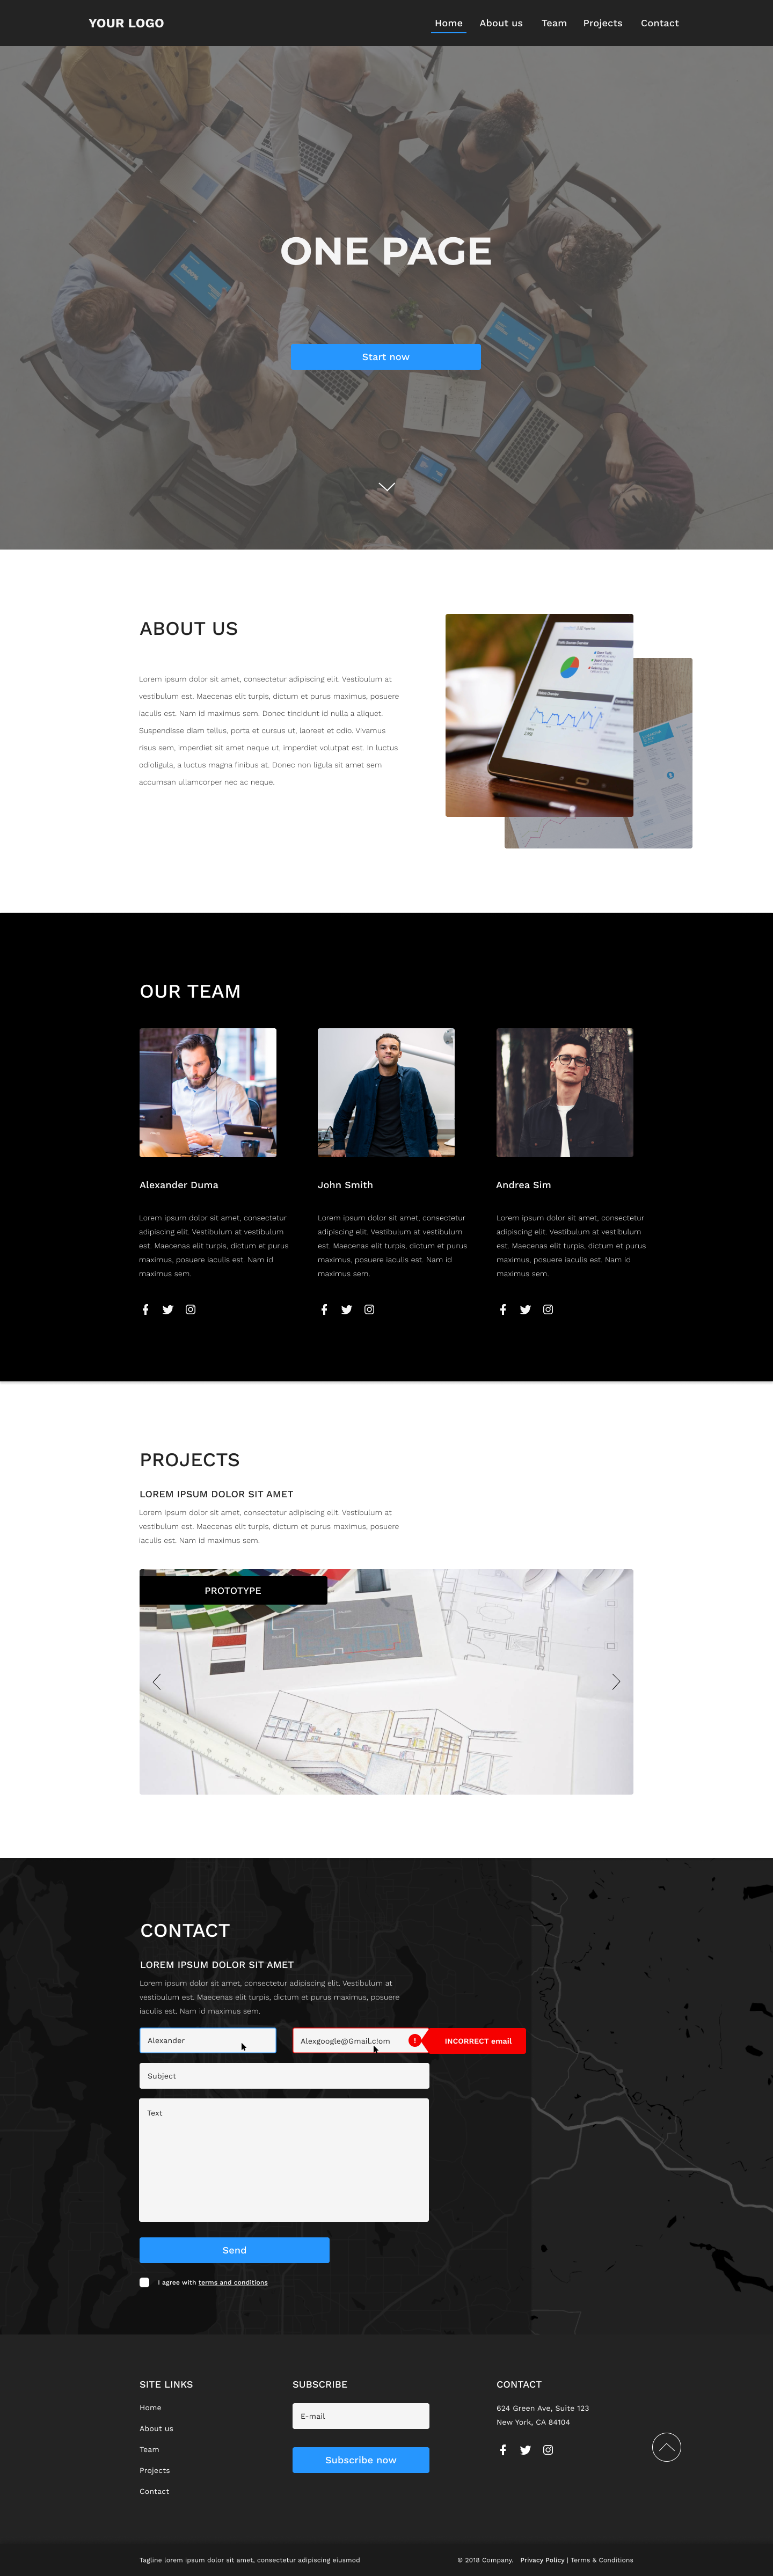 YOUR LOGO
Home About us Team Projects Contact
ONE PAGE
Start now
ABOUT US
Lorem ipsum dolor sit amet, consectetur adipiscing elit. Vestibulum at
vestibulum est. Maecenas elit turpis, dictum et purus maximus, posuere
iaculis est. Nam id maximus sem. Donec tincidunt id nulla a aliquet.
Suspendisse diam tellus, porta et cursus ut, laoreet et odio. Vivamus
risus sem, imperdiet sit amet neque ut, imperdiet volutpat est. In luctus
odioligula, a luctus magna finibus at. Donec non ligula sit amet sem
accumsan ullamcorper nec ac neque.
OUR TEAM
Alexander Duma
Lorem ipsum dolor sit amet, consectetur
adipiscing elit. Vestibulum at vestibulum
est. Maecenas elit turpis, dictum et purus
maximus, posuere iaculis est. Nam id
maximus sem.
John Smith
Lorem ipsum dolor sit amet, consectetur
adipiscing elit. Vestibulum at vestibulum
est. Maecenas elit turpis, dictum et purus
maximus, posuere iaculis est. Nam id
maximus sem.
Andrea Sim
Lorem ipsum dolor sit amet, consectetur
adipiscing elit. Vestibulum at vestibulum
est. Maecenas elit turpis, dictum et purus
maximus, posuere iaculis est. Nam id
maximus sem.
PROJECTS
LOREM IPSUM DOLOR SIT AMET
Lorem ipsum dolor sit amet, consectetur adipiscing elit. Vestibulum at
vestibulum est. Maecenas elit turpis, dictum et purus maximus, posuere
iaculis est. Nam id maximus sem.
PROTOTYPE
CONTACT
LOREM IPSUM DOLOR SIT AMET
Lorem ipsum dolor sit amet, consectetur adipiscing elit. Vestibulum at
vestibulum est. Maecenas elit turpis, dictum et purus maximus, posuere
iaculis est. Nam id maximus sem.
Alexander
Alexgoogle@Gmail.c!om
! INCORRECT email
Subject
Text
Send
I agree with terms and conditions
SITE LINKS
Home
About us
Team
Projects
Contact
SUBSCRIBE
E-mail
Subscribe now
CONTACT
624 Green Ave, Suite 123
New York, CA 84104
Tagline lorem ipsum dolor sit amet, consectetur adipiscing eiusmod
© 2018 Company. Privacy Policy | Terms & Conditions